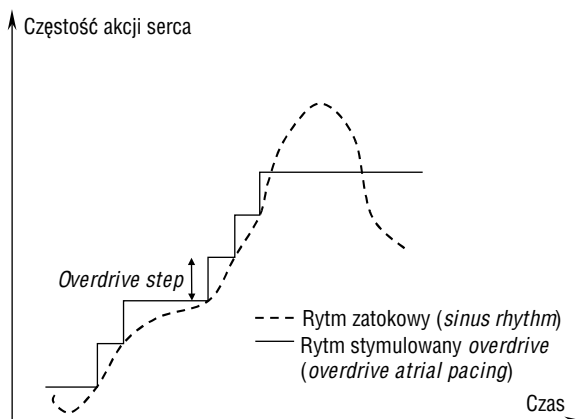 Częstość akcji serca
Overdrive step
Rytm zatokowy (sinus rhythm)
Rytm stymulowany overdrive
(overdrive atrial pacing)
Czas